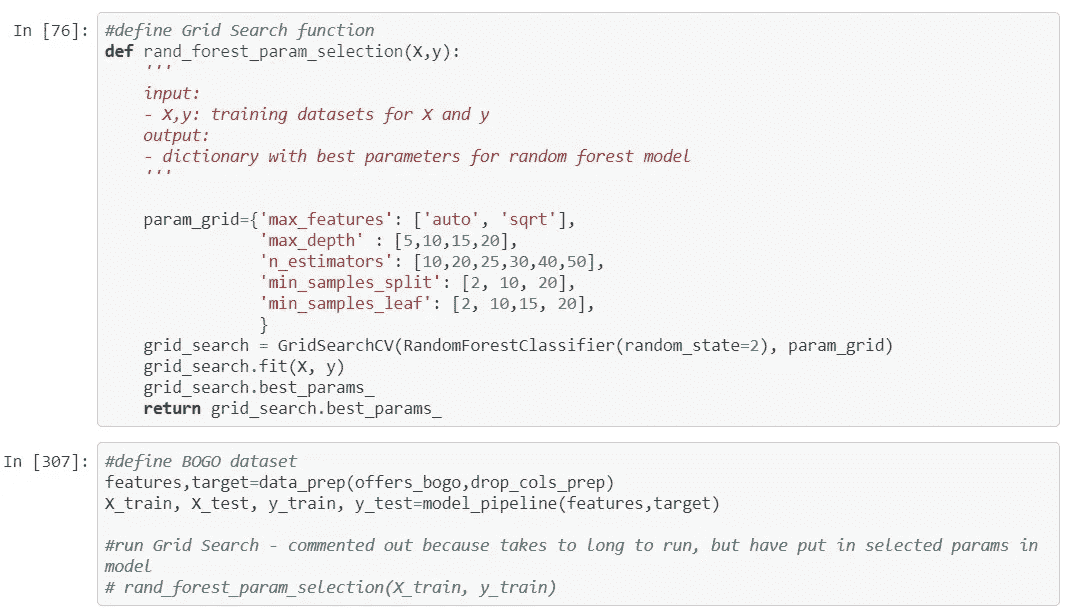 In [76]: #define Grid Search function
def rand_forest_param_selection(X,y):
    '''
    input:
    - X,y: training datasets for X and y
    output:
    - dictionary with best parameters for random forest model
    '''

    param_grid={'max_features': ['auto', 'sqrt'],
                'max_depth' : [5,10,15,20],
                'n_estimators': [10,20,25,30,40,50],
                'min_samples_split': [2, 10, 20],
                'min_samples_leaf': [2, 10,15, 20],
                }
    grid_search = GridSearchCV(RandomForestClassifier(random_state=2), param_grid)
    grid_search.fit(X, y)
    grid_search.best_params_
    return grid_search.best_params_
In [307]: #define BOGO dataset
features,target=data_prep(offers_bogo,drop_cols_prep)
X_train, X_test, y_train, y_test=model_pipeline(features,target)

#run Grid Search - commented out because takes to long to run, but have put in selected params in
model
# rand_forest_param_selection(X_train, y_train)